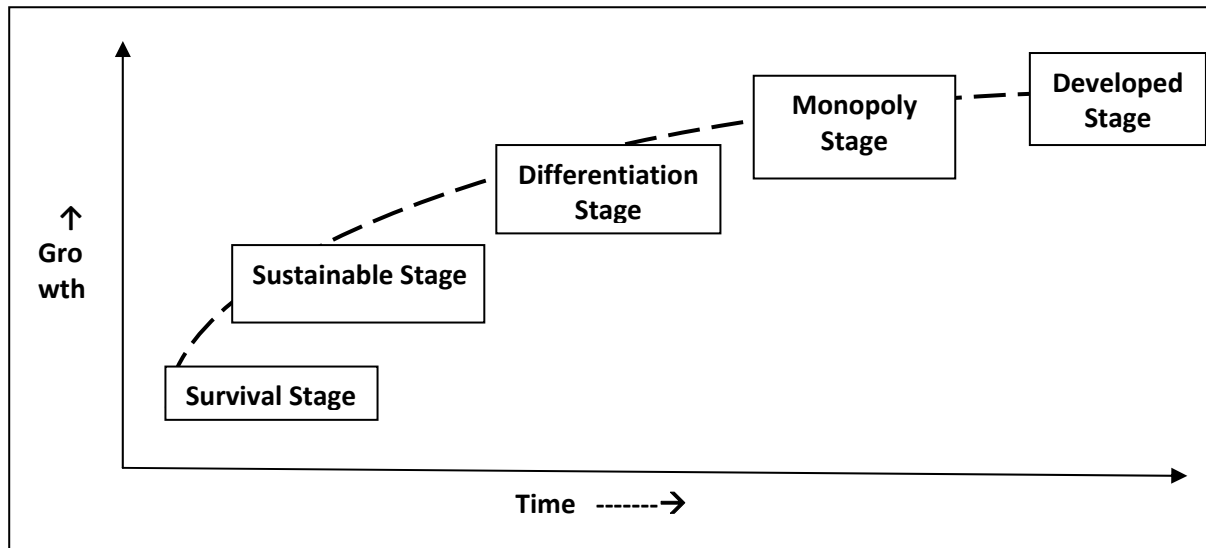 Developed
Stage
Monopoly
Stage
Differentiation
Stage
↑
Gro
wth
Sustainable Stage
Survival Stage
Time -------→